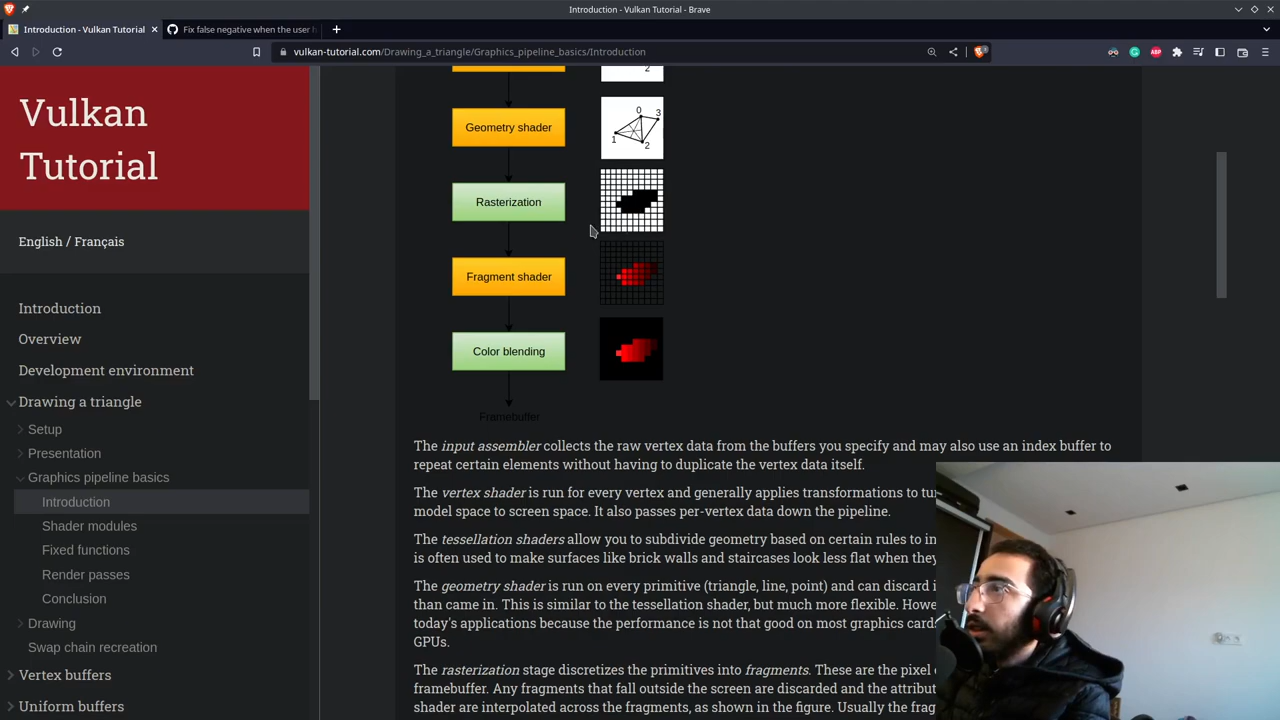 Introduction - Vulkan Tutorial - Brave
Introduction - Vulkan Tutorial
Fix false negative when the user h
vulkan-tutorial.com/Drawing_a_triangle/Graphics_pipeline_basics/Introduction
Vulkan
Tutorial
English / Français
Introduction
Overview
Development environment
Drawing a triangle
Setup
Presentation
Graphics pipeline basics
Introduction
Shader modules
Fixed functions
Render passes
Conclusion
Drawing
Swap chain recreation
Vertex buffers
Uniform buffers
2
Geometry shader
0
3
1
2
Rasterization
Fragment shader
Color blending
Framebuffer
The input assembler collects the raw vertex data from the buffers you specify and may also use an index buffer to
repeat certain elements without having to duplicate the vertex data itself.
The vertex shader is run for every vertex and generally applies transformations to tur
model space to screen space. It also passes per-vertex data down the pipeline.
The tessellation shaders allow you to subdivide geometry based on certain rules to in
is often used to make surfaces like brick walls and staircases look less flat when they
The geometry shader is run on every primitive (triangle, line, point) and can discard i
than came in. This is similar to the tessellation shader, but much more flexible. Howe
today's applications because the performance is not that good on most graphics cards
GPUs.
The rasterization stage discretizes the primitives into fragments. These are the pixel e
framebuffer. Any fragments that fall outside the screen are discarded and the attribut
shader are interpolated across the fragments, as shown in the figure. Usually the frag